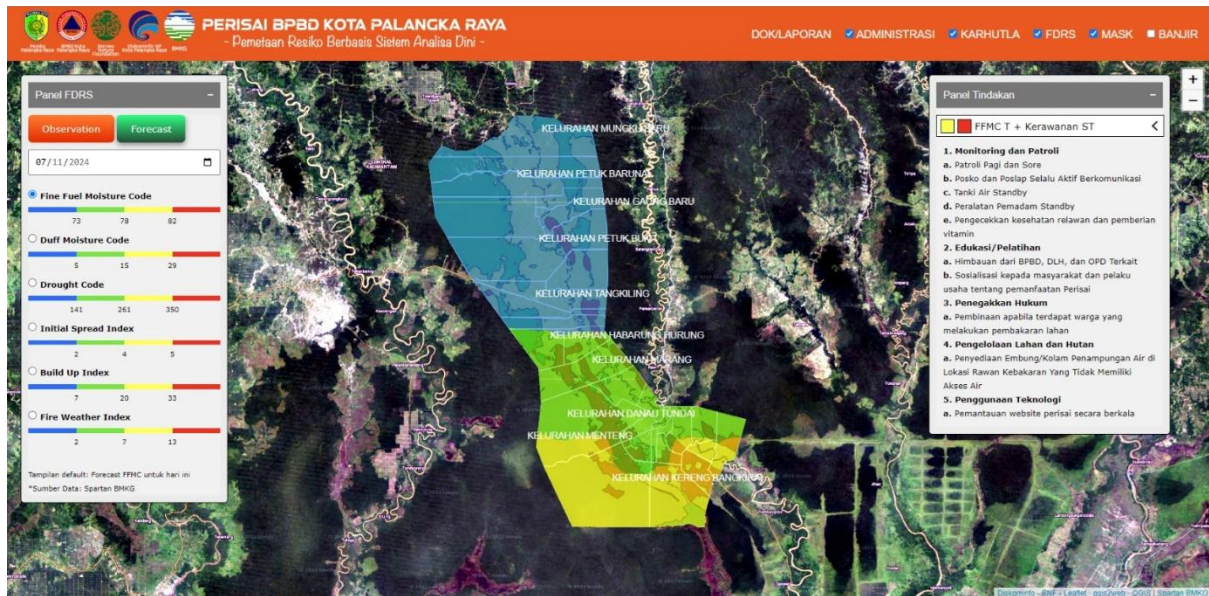 PERISAI BPBD KOTA PALANGKA RAYA
- Pemetaan Resiko Berbasis Sistem Analisa Dini -
BMKG
DOK/LAPORAN ADMINISTRASI KARHUTLA FDRS MASK BANJIR
Panel FDRS −
Observation Forecast
07/11/2024
Fine Fuel Moisture Code
73 78 82
Duff Moisture Code
5 15 29
Drought Code
141 261 350
Initial Spread Index
2 4 5
Build Up Index
7 20 33
Fire Weather Index
2 7 13
Tampilan default: Forecast FFMC untuk hari ini
*Sumber Data: Spartan BMKG
KELURAHAN MUNGKU BARU
KELURAHAN PETUK BARUNAI
KELURAHAN GAUNG BARU
KELURAHAN PETUK BUKIT
KELURAHAN TANGKILING
KELURAHAN HABARUNG HURUNG
KELURAHAN MARANG
KELURAHAN DANAU TUNDAI
KELURAHAN MENTENG
KELURAHAN KERENG BANGKIRAI
+
−
Panel Tindakan −
FFMC T + Kerawanan ST
1. Monitoring dan Patroli
a. Patroli Pagi dan Sore
b. Posko dan Poslap Selalu Aktif Berkomunikasi
c. Tanki Air Standby
d. Peralatan Pemadam Standby
e. Pengecekkan kesehatan relawan dan pemberian
vitamin
2. Edukasi/Pelatihan
a. Himbauan dari BPBD, DLH, dan OPD Terkait
b. Sosialisasi kepada masyarakat dan pelaku
usaha tentang pemanfaatan Perisai
3. Penegakkan Hukum
a. Pembinaan apabila terdapat warga yang
melakukan pembakaran lahan
4. Pengelolaan Lahan dan Hutan
a. Penyediaan Embung/Kolam Penampungan Air di
Lokasi Rawan Kebakaran Yang Tidak Memiliki
Akses Air
5. Penggunaan Teknologi
a. Pemantauan website perisai secara berkala
Diskominfo - BNF - Leaflet · qgis2web · QGIS | Spartan BMKG